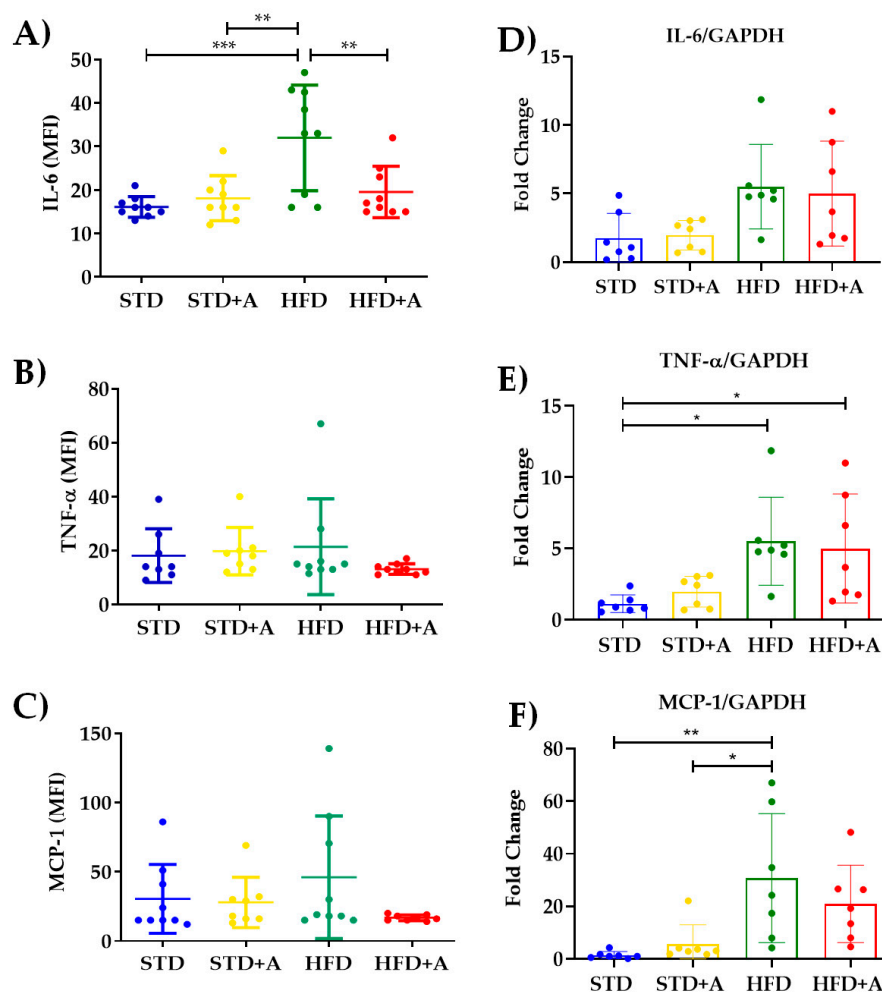 A)
**
***
**
IL-6 (MFI)
50
40
30
20
10
0
STD
STD+A
HFD
HFD+A
B)
TNF-α (MFI)
80
60
40
20
0
STD
STD+A
HFD
HFD+A
C)
MCP-1 (MFI)
150
100
50
0
STD
STD+A
HFD
HFD+A
D)
IL-6/GAPDH
Fold Change
15
10
5
0
STD
STD+A
HFD
HFD+A
E)
TNF-α/GAPDH
*
*
Fold Change
15
10
5
0
STD
STD+A
HFD
HFD+A
F)
MCP-1/GAPDH
**
*
Fold Change
80
60
40
20
0
STD
STD+A
HFD
HFD+A